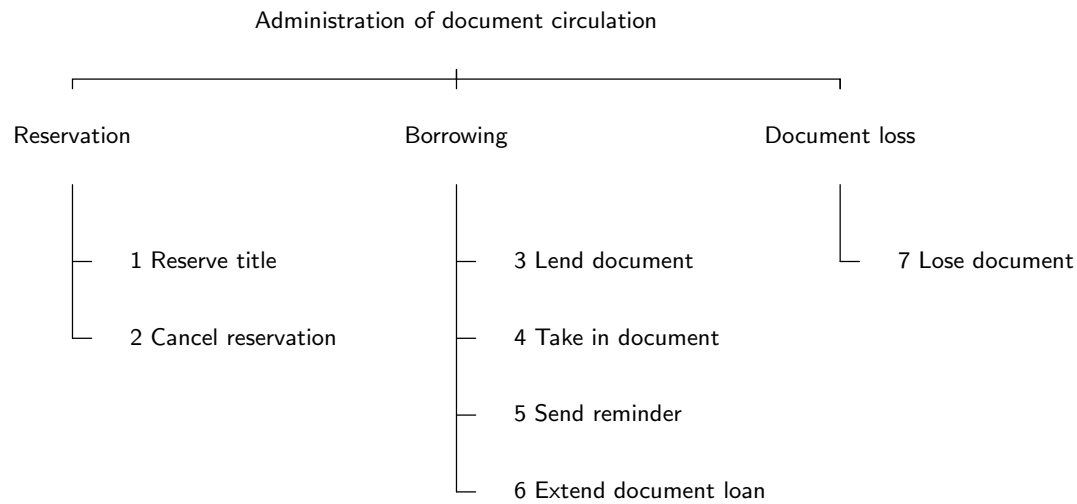 Administration of document circulation
Reservation
Borrowing
Document loss
1 Reserve title
2 Cancel reservation
3 Lend document
4 Take in document
5 Send reminder
6 Extend document loan
7 Lose document